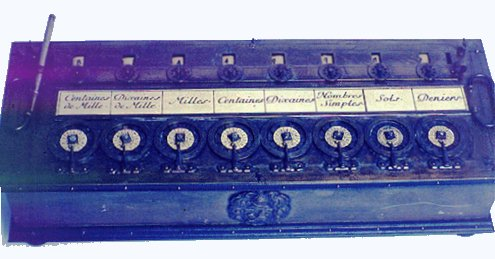 Centaines de Mille
Dixaines de Mille
Milles
Centaines
Dixaines
Nombres Simples
Sols
Deniers